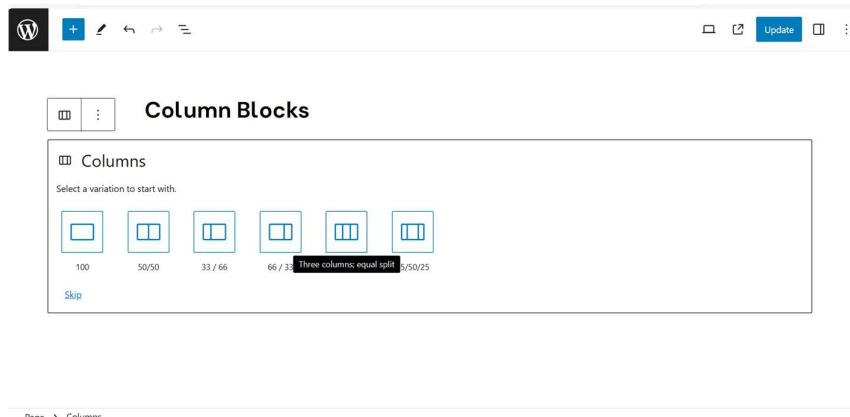 Update
Column Blocks
Columns
Select a variation to start with.
100
50/50
33 / 66
66 / 33
Three columns; equal split
5/50/25
Skip
Page > Columns